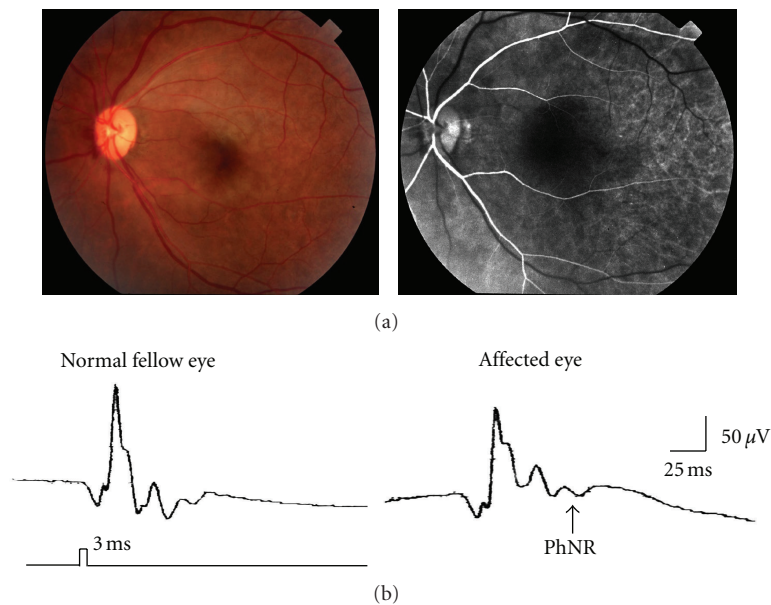 (a)
Normal fellow eye
Affected eye
50 µV
25 ms
3 ms
PhNR
(b)